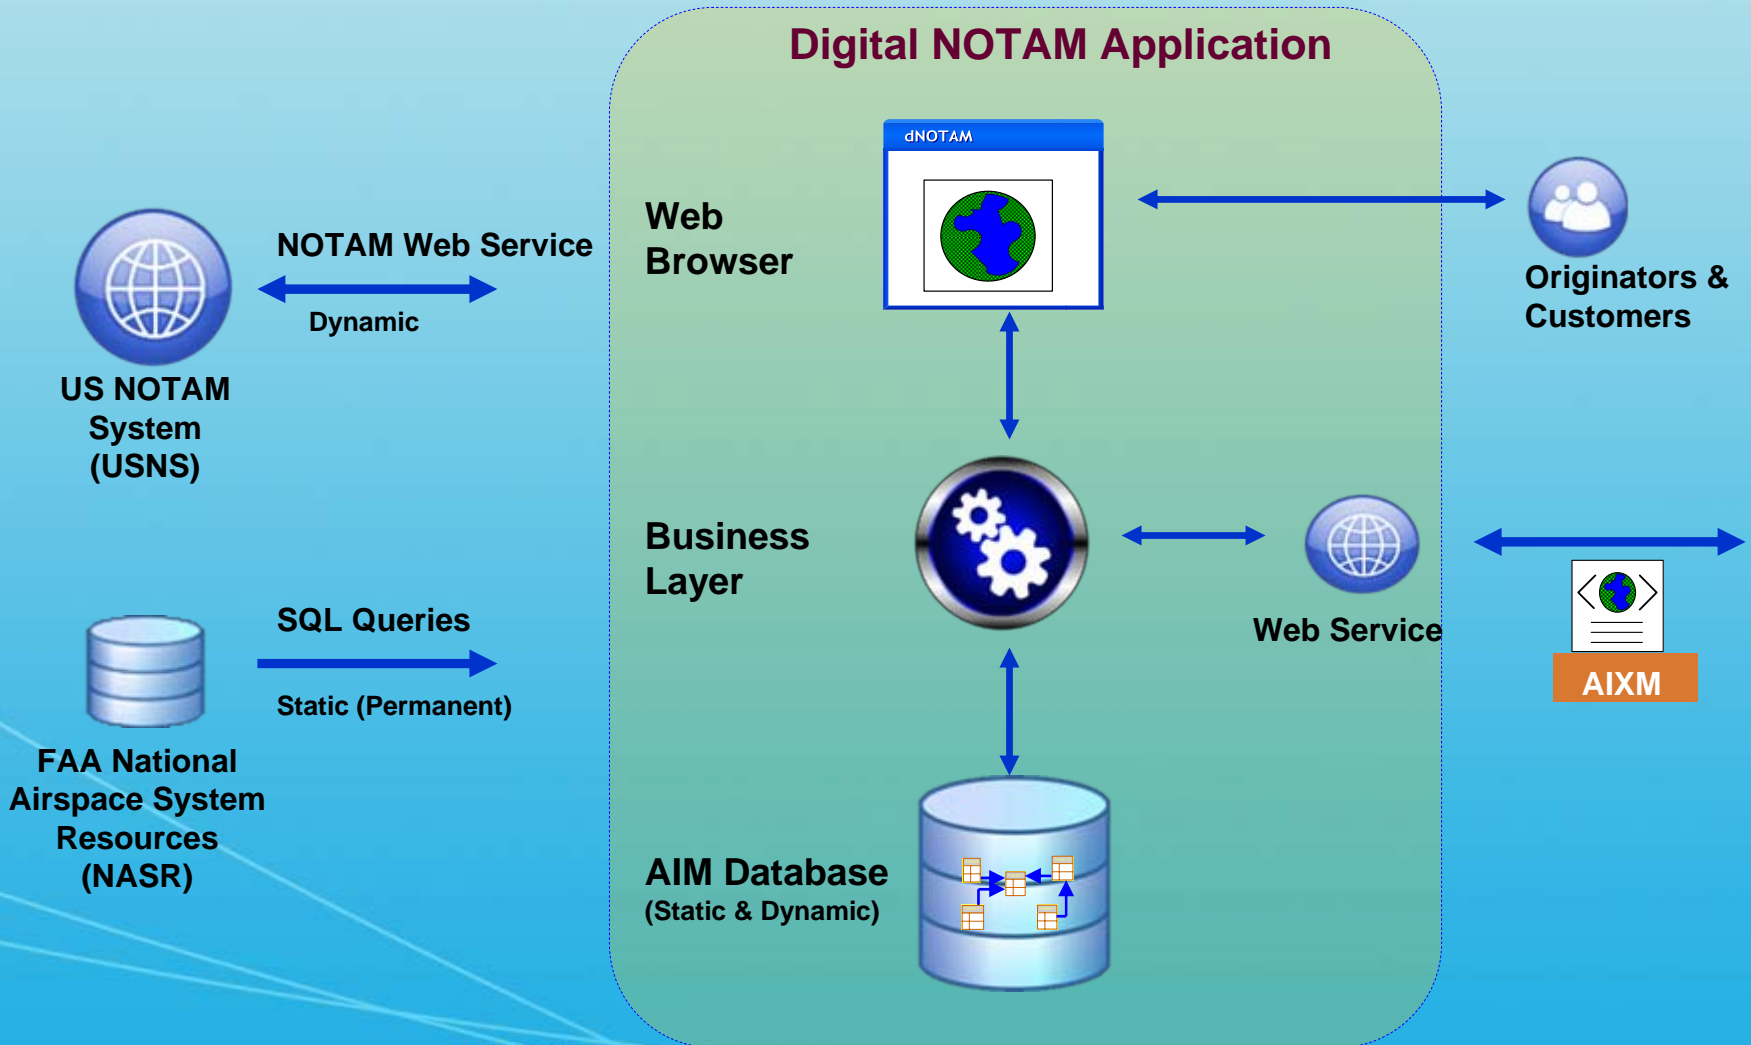 Digital NOTAM Application
dNOTAM
Web
Browser
NOTAM Web Service
Dynamic
US NOTAM
System
(USNS)
Originators &
Customers
Business
Layer
Web Service
SQL Queries
Static (Permanent)
FAA National
Airspace System
Resources
(NASR)
AIXM
AIM Database
(Static & Dynamic)